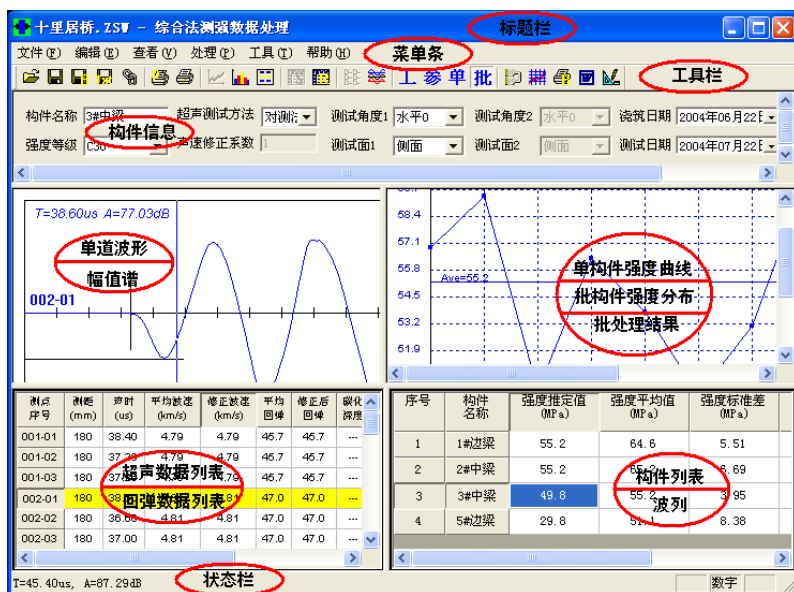 十里居桥.ZSW - 综合法测强数据处理
标题栏
文件(F) 编辑(E) 查看(V) 处理(P) 工具(T) 帮助(H)
菜单条
工 参 单 批
工具栏
构件名称 3#中梁 超声测试方法 对测法 测试角度1 水平0 测试角度2 水平0 浇筑日期 2004年06月22日
构件信息
强度等级 C30 声速修正系数 1 测试面1 侧面 测试面2 侧面 测试日期 2004年07月22日
T=38.60us A=77.03dB
单道波形
幅值谱
002-01
58.4
57.1
55.8
54.5
53.2
51.9
Ave=55.2
单构件强度曲线
批构件强度分布
批处理结果
测点序号 测距(mm) 声时(us) 平均波速(km/s) 修正波速(km/s) 平均回弹 修正后回弹 碳化深度
001-01 180 38.40 4.79 4.79 45.7 45.7 ---
001-02 180 4.79 4.79 45.7 45.7 ---
001-03 180 4.79 45.7 45.7 ---
002-01 180 4.81 47.0 47.0 ---
002-02 180 4.81 4.81 47.0 47.0 ---
002-03 180 37.00 4.81 4.81 47.0 47.0 ---
超声数据列表
回弹数据列表
序号 构件名称 强度推定值(MPa) 强度平均值(MPa) 强度标准差(MPa)
1 1#边梁 55.2 64.6 5.51
2 2#中梁 55.2 6.69
3 3#中梁 49.8 55.2 3.95
4 5#边梁 29.8 8.38
构件列表
波列
T=45.40us, A=87.29dB
状态栏
数字